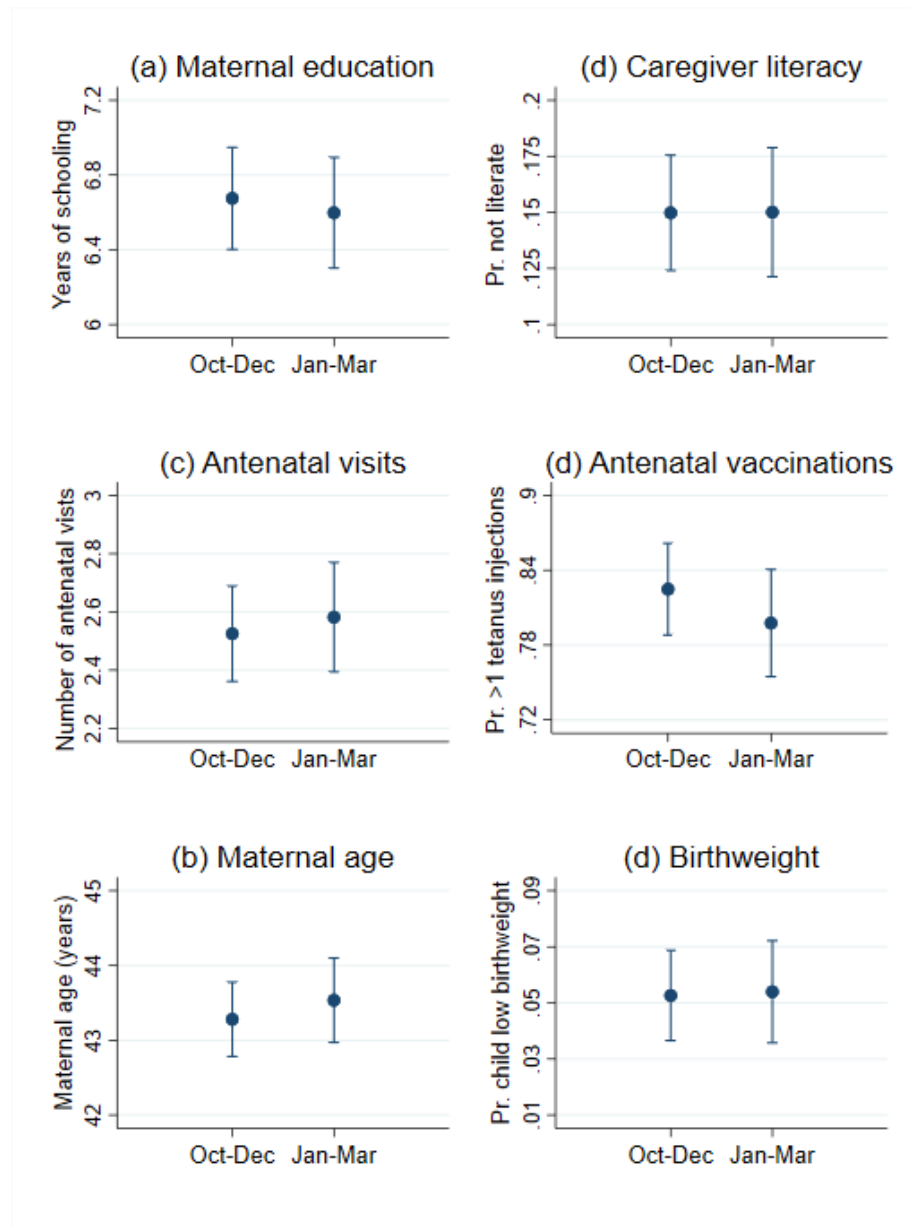 (a) Maternal education
Years of schooling
7.2
6.8
6.4
6
Oct-Dec Jan-Mar
(d) Caregiver literacy
Pr. not literate
.2
.175
.15
.125
.1
Oct-Dec Jan-Mar
(c) Antenatal visits
Number of antenatal vists
3
2.8
2.6
2.4
2.2
Oct-Dec Jan-Mar
(d) Antenatal vaccinations
Pr. >1 tetanus injections
.9
.84
.78
.72
Oct-Dec Jan-Mar
(b) Maternal age
Maternal age (years)
45
44
43
42
Oct-Dec Jan-Mar
(d) Birthweight
Pr. child low birthweight
.09
.07
.05
.03
.01
Oct-Dec Jan-Mar